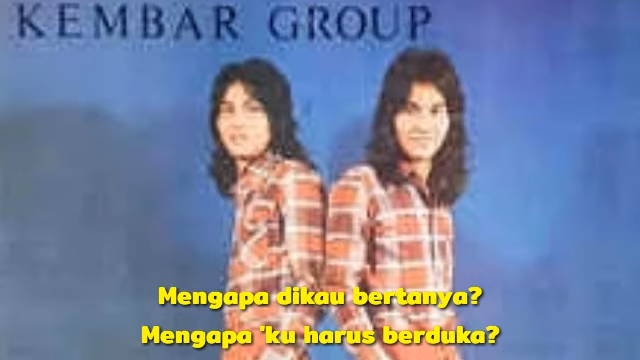 KEMBAR GROUP
Mengapa dikau bertanya?
Mengapa 'ku harus berduka?